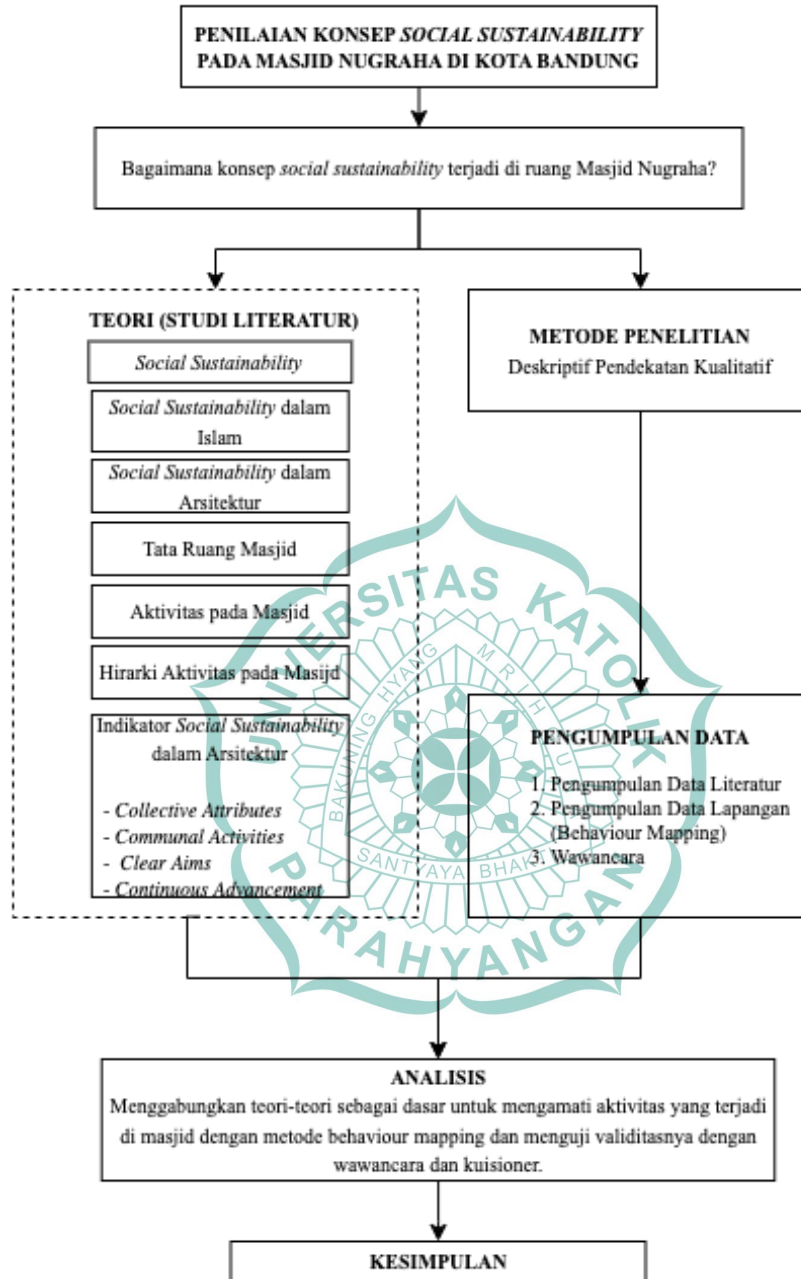 PENILAIAN KONSEP SOCIAL SUSTAINABILITY
PADA MASJID NUGRAHA DI KOTA BANDUNG
Bagaimana konsep social sustainability terjadi di ruang Masjid Nugraha?
TEORI (STUDI LITERATUR)
Social Sustainability
Social Sustainability dalam
Islam
Social Sustainability dalam
Arsitektur
Tata Ruang Masjid
Aktivitas pada Masjid
Hirarki Aktivitas pada Masijd
Indikator Social Sustainability
dalam Arsitektur
- Collective Attributes
- Communal Activities
- Clear Aims
- Continuous Advancement
METODE PENELITIAN
Deskriptif Pendekatan Kualitatif
PENGUMPULAN DATA
1. Pengumpulan Data Literatur
2. Pengumpulan Data Lapangan
(Behaviour Mapping)
3. Wawancara
UNIVERSITAS KATOLIK
PARAHYANGAN
BAKUNING HYANG MRIH
SANTYAYA BHAK
ANALISIS
Menggabungkan teori-teori sebagai dasar untuk mengamati aktivitas yang terjadi
di masjid dengan metode behaviour mapping dan menguji validitasnya dengan
wawancara dan kuisioner.
KESIMPULAN